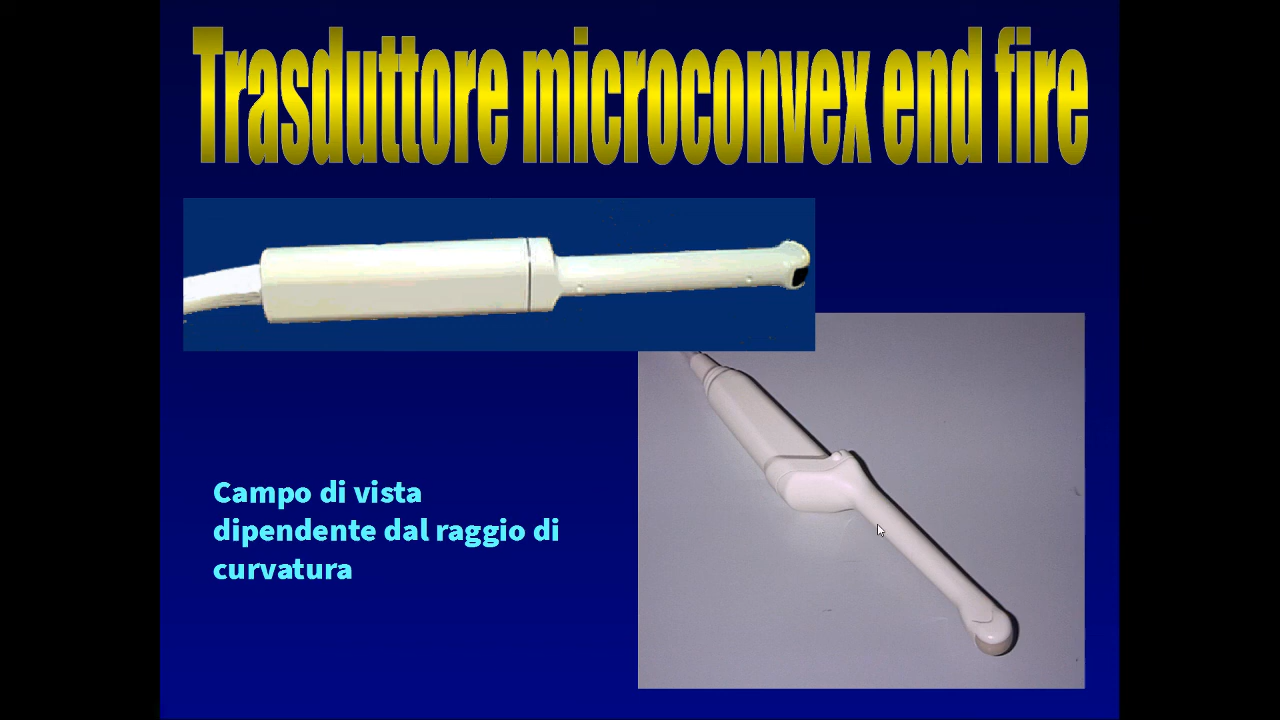 Trasduttore microconvex end fire
Campo di vista
dipendente dal raggio di
curvatura